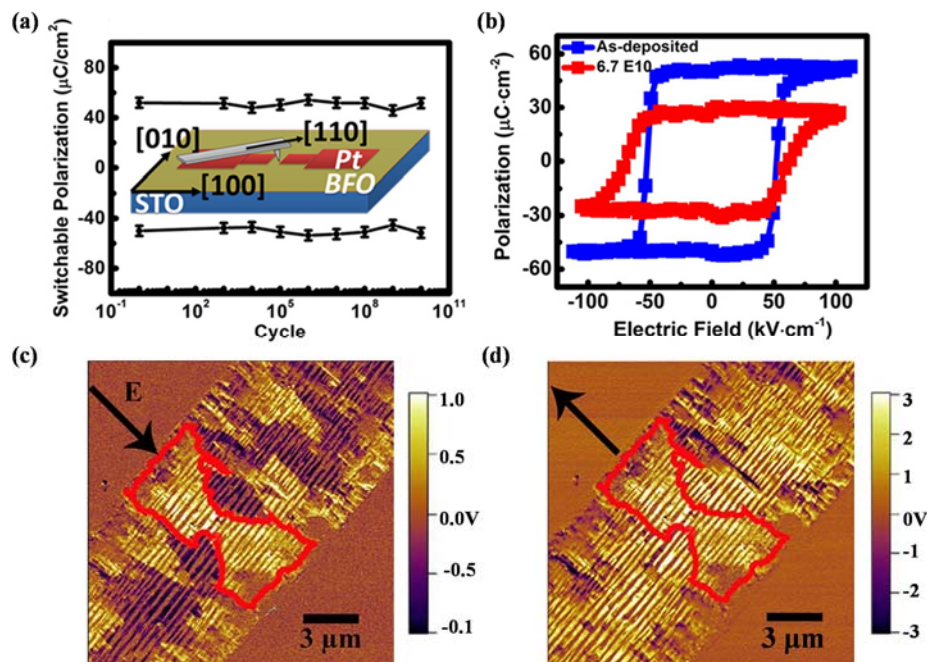 (a)
Switchable Polarization (μC/cm²)
80
40
0
-40
-80
[010]
[110]
Pt
BFO
[100]
STO
10⁻¹ 10² 10⁵ 10⁸ 10¹¹
Cycle
(b)
Polarization (μC·cm⁻²)
60
30
0
-30
-60
As-deposited
6.7 E10
-100 -50 0 50 100
Electric Field (kV·cm⁻¹)
(c)
E
3 μm
1.0
0.5
0.0V
-0.5
-0.1
(d)
3 μm
3
2
1
0V
-1
-2
-3